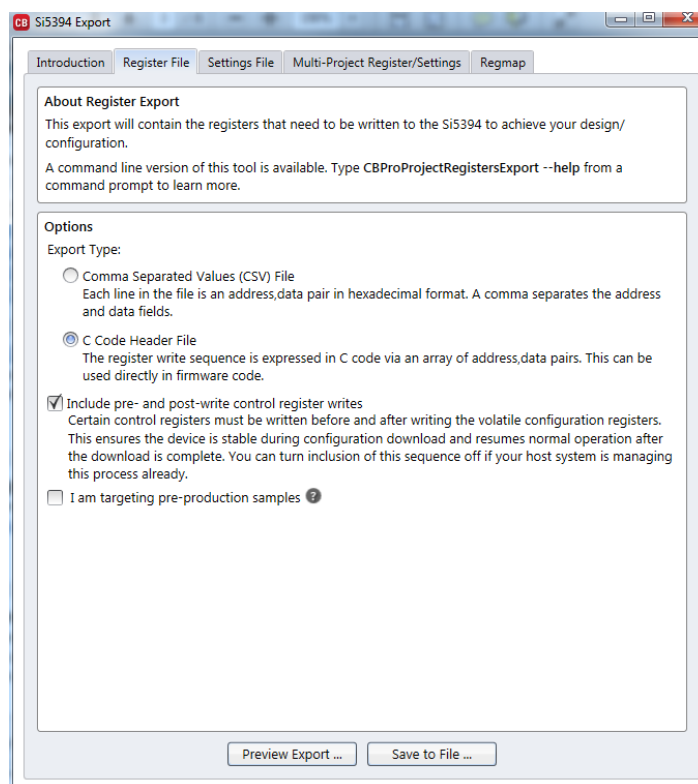 CB Si5394 Export
Introduction Register File Settings File Multi-Project Register/Settings Regmap
About Register Export
This export will contain the registers that need to be written to the Si5394 to achieve your design/
configuration.
A command line version of this tool is available. Type CBProProjectRegistersExport --help from a
command prompt to learn more.
Options
Export Type:
Comma Separated Values (CSV) File
Each line in the file is an address,data pair in hexadecimal format. A comma separates the address
and data fields.
C Code Header File
The register write sequence is expressed in C code via an array of address,data pairs. This can be
used directly in firmware code.
Include pre- and post-write control register writes
Certain control registers must be written before and after writing the volatile configuration registers.
This ensures the device is stable during configuration download and resumes normal operation after
the download is complete. You can turn inclusion of this sequence off if your host system is managing
this process already.
I am targeting pre-production samples ?
Preview Export ... Save to File ...